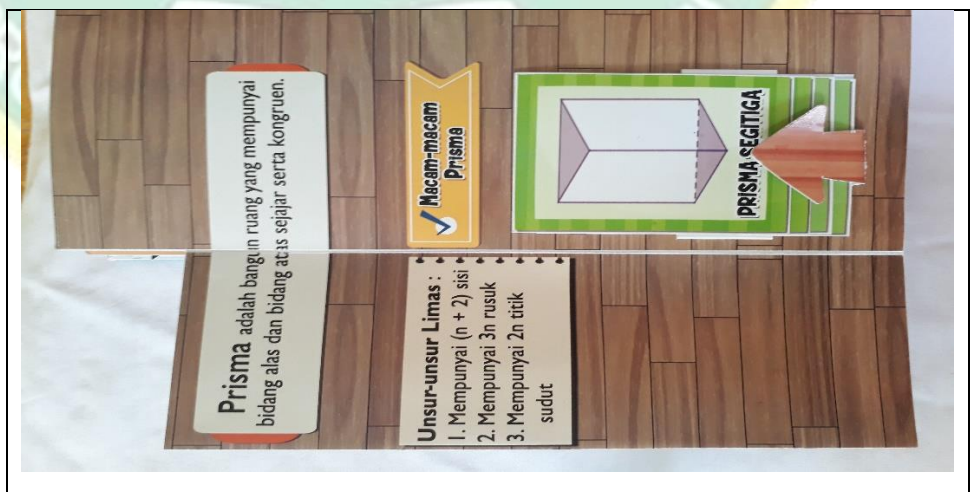 Prisma adalah bangun ruang yang mempunyai
bidang alas dan bidang atas sejajar serta kongruen.
Unsur-unsur Limas :
1. Mempunyai (n + 2) sisi
2. Mempunyai 3n rusuk
3. Mempunyai 2n titik
sudut
Macam-macam
Prisma
PRISMA SEGITIGA